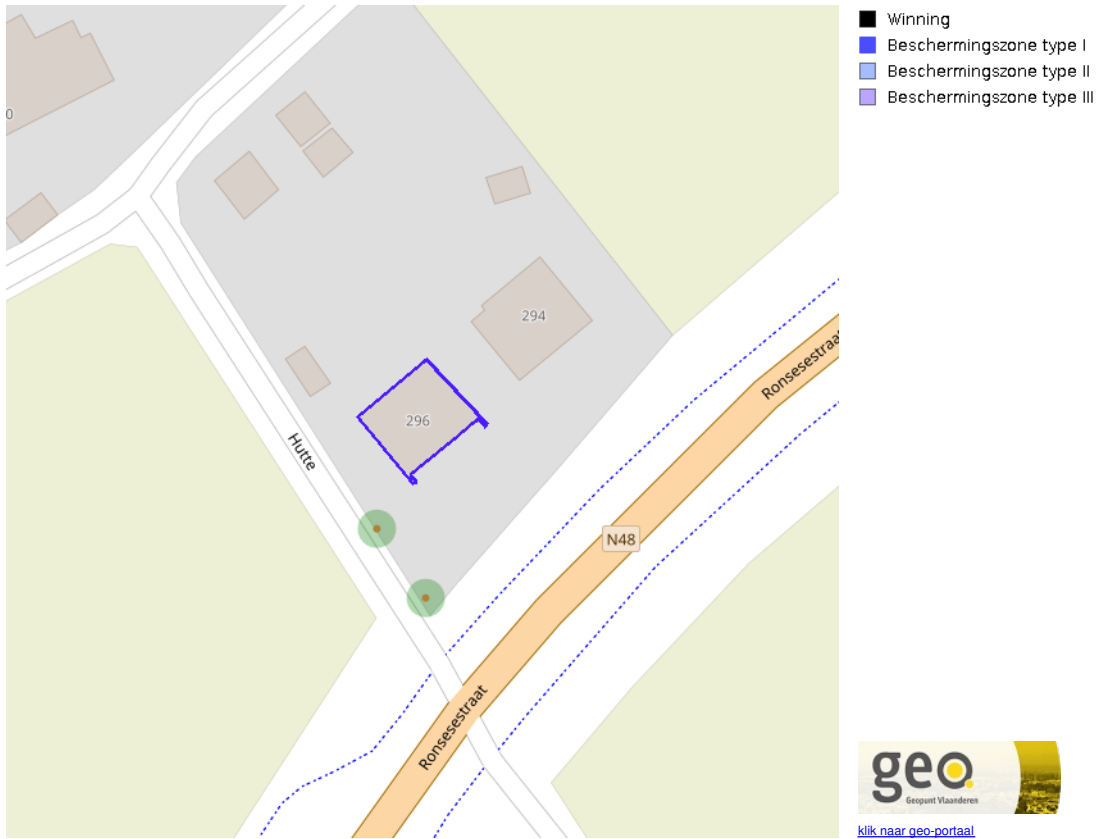 Winning
Beschermingszone type I
Beschermingszone type II
Beschermingszone type III
0
294
296
Ronsesestraat
Hutte
N48
Ronsesestraat
geo
Geopunt Vlaanderen
klik naar geo-portaal